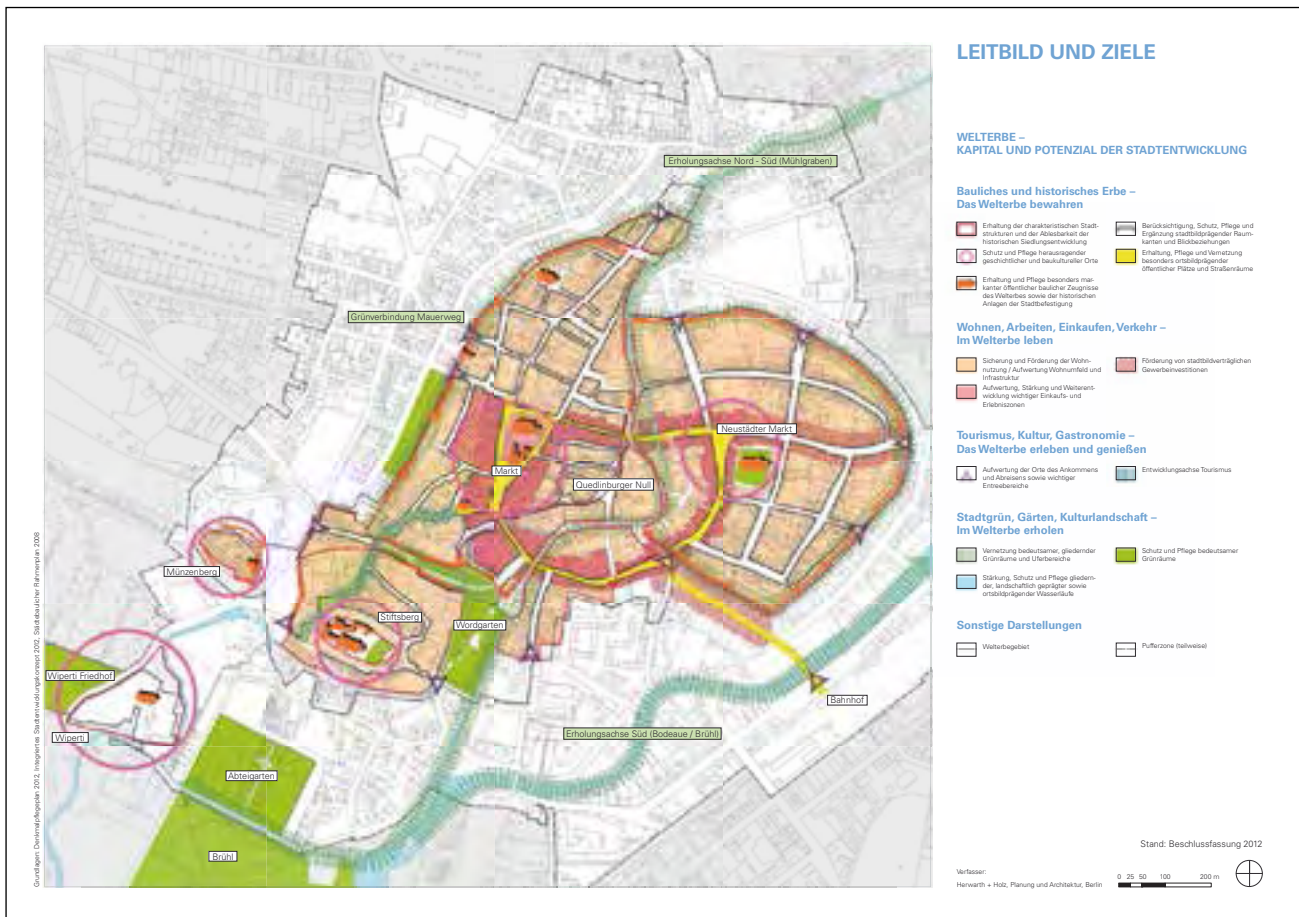 LEITBILD UND ZIELE
WELTERBE –
KAPITAL UND POTENZIAL DER STADTENTWICKLUNG
Bauliches und historisches Erbe –
Das Welterbe bewahren
Erhaltung der charakteristischen Stadt-
strukturen und der Ablesbarkeit der
historischen Siedlungsentwicklung
Schutz und Pflege herausragender
geschichtlicher und baukultureller Orte
Erhaltung und Pflege besonders mar-
kanter öffentlicher baulicher Zeugnisse
des Welterbes sowie der historischen
Anlagen der Stadtbefestigung
Berücksichtigung, Schutz, Pflege und
Ergänzung stadtbildprägender Raum-
kanten und Blickbeziehungen
Erhaltung, Pflege und Vernetzung
besonders ortsbildprägender
öffentlicher Plätze und Straßenräume
Wohnen, Arbeiten, Einkaufen, Verkehr –
Im Welterbe leben
Sicherung und Förderung der Wohn-
nutzung / Aufwertung Wohnumfeld und
Infrastruktur
Aufwertung, Stärkung und Weiterent-
wicklung wichtiger Einkaufs- und
Erlebniszonen
Förderung von stadtbildverträglichen
Gewerbeinvestitionen
Tourismus, Kultur, Gastronomie –
Das Welterbe erleben und genießen
Aufwertung der Orte des Ankommens
und Abreisens sowie wichtiger
Entreebereiche
Entwicklungsachse Tourismus
Stadtgrün, Gärten, Kulturlandschaft –
Im Welterbe erholen
Vernetzung bedeutsamer, gliedernder
Grünräume und Uferbereiche
Stärkung, Schutz und Pflege gliedern-
der, landschaftlich geprägter sowie
ortsbildprägender Wasserläufe
Schutz und Pflege bedeutsamer
Grünräume
Sonstige Darstellungen
Welterbegebiet
Pufferzone (teilweise)
Erholungsachse Nord - Süd (Mühlgraben)
Grünverbindung Mauerweg
Neustädter Markt
Markt
Quedlinburger Null
Münzenberg
Stiftsberg
Wordgarten
Wiperti Friedhof
Wiperti
Bahnhof
Erholungsachse Süd (Bodeaue / Brühl)
Abteigarten
Brühl
Grundlagen: Denkmalpflegeplan 2012, Integriertes Stadtentwicklungskonzept 2012, Städtebaulicher Rahmenplan 2008
Stand: Beschlussfassung 2012
Verfasser:
Herwarth + Holz, Planung und Architektur, Berlin
0 25 50 100 200 m